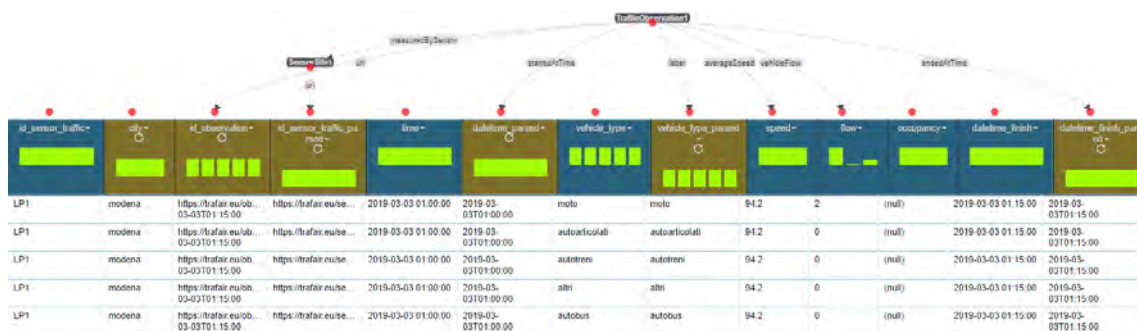 TrafficObservation1
measuredBySensor
SensorSite1 uri startedAtTime label averageSpeed vehicleFlow endedAtTime
uri
id_sensor_traffic city id_observation id_sensor_traffic_pa time datetime_parsed vehicle_type vehicle_type_parsed speed flow occupancy datetime_finish datetime_finish_par
rsed
LP1 modena https://trafair.eu/ob... https://trafair.eu/se... 2019-03-03 01:00:00 2019-03- moto moto 94.2 2 (null) 2019-03-03 01:15:00 2019-03-
03-03T01:15:00 03T01:00:00 03T01:15:00
LP1 modena https://trafair.eu/ob... https://trafair.eu/se... 2019-03-03 01:00:00 2019-03- autoarticolati autoarticolati 94.2 0 (null) 2019-03-03 01:15:00 2019-03-
03-03T01:15:00 03T01:00:00 03T01:15:00
LP1 modena https://trafair.eu/ob... https://trafair.eu/se... 2019-03-03 01:00:00 2019-03- autotreni autotreni 94.2 0 (null) 2019-03-03 01:15:00 2019-03-
03-03T01:15:00 03T01:00:00 03T01:15:00
LP1 modena https://trafair.eu/ob... https://trafair.eu/se... 2019-03-03 01:00:00 2019-03- altri altri 94.2 0 (null) 2019-03-03 01:15:00 2019-03-
03-03T01:15:00 03T01:00:00 03T01:15:00
LP1 modena https://trafair.eu/ob... https://trafair.eu/se... 2019-03-03 01:00:00 2019-03- autobus autobus 94.2 0 (null) 2019-03-03 01:15:00 2019-03-
03-03T01:15:00 03T01:00:00 03T01:15:00